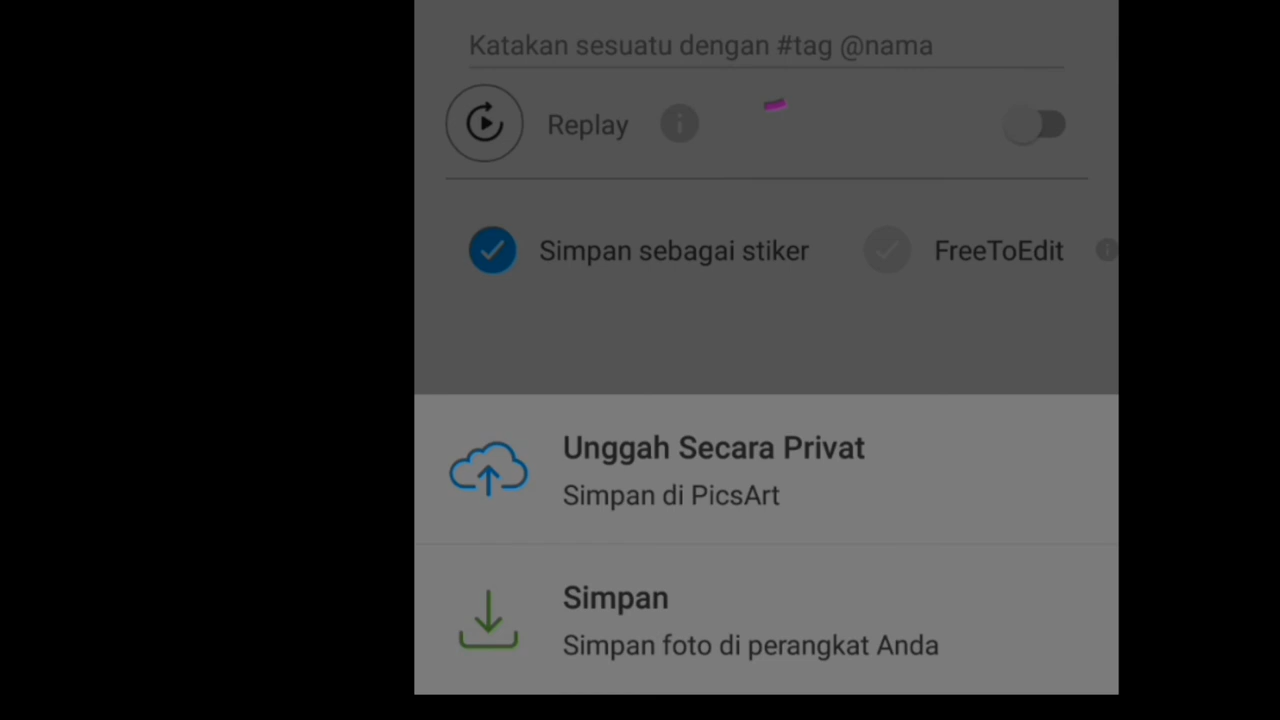 Katakan sesuatu dengan #tag @nama
Replay
Simpan sebagai stiker FreeToEdit
Unggah Secara Privat
Simpan di PicsArt
Simpan
Simpan foto di perangkat Anda